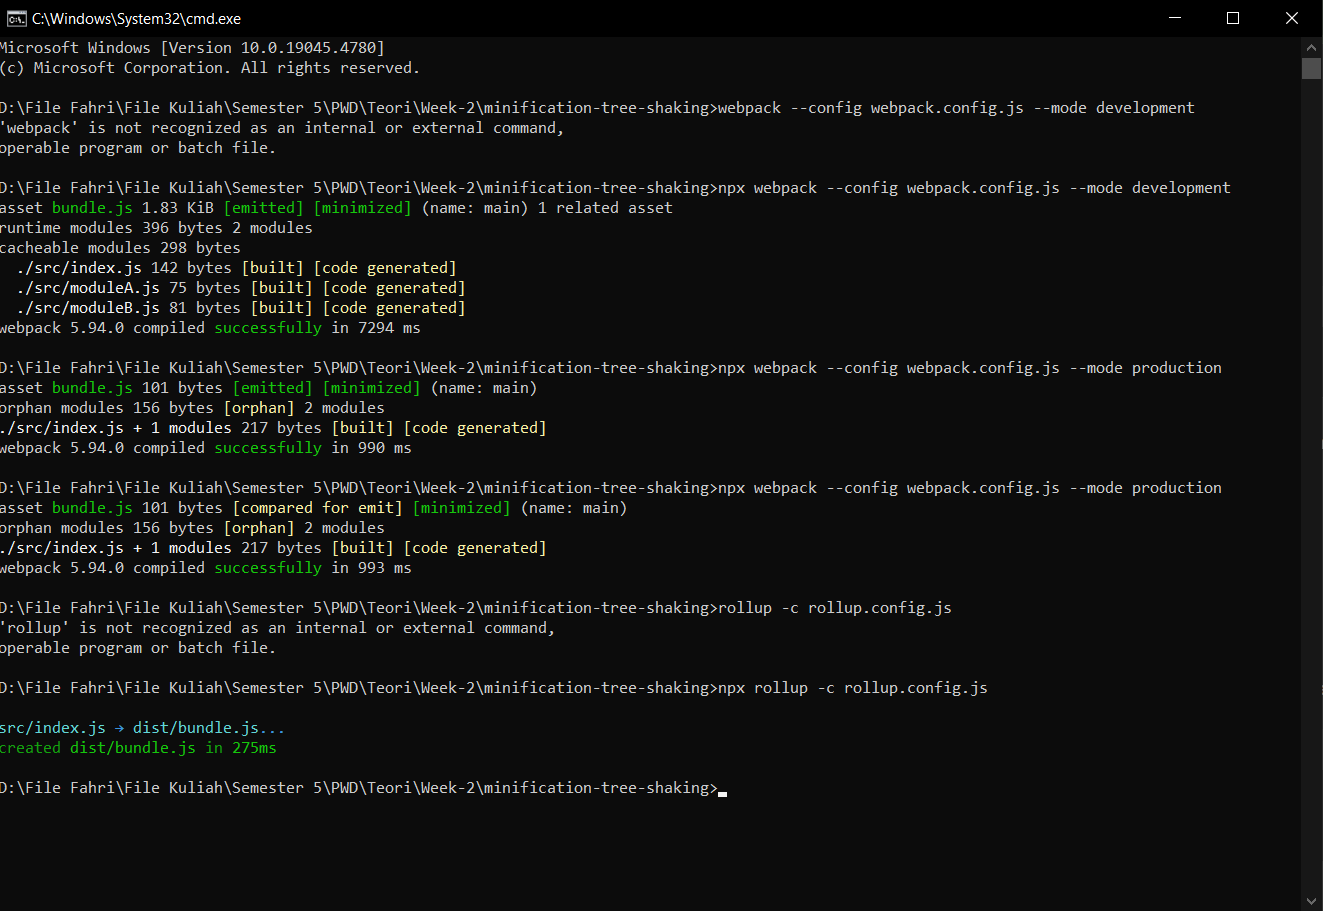 C:\Windows\System32\cmd.exe
Microsoft Windows [Version 10.0.19045.4780]
(c) Microsoft Corporation. All rights reserved.
D:\File Fahri\File Kuliah\Semester 5\PWD\Teori\Week-2\minification-tree-shaking>webpack --config webpack.config.js --mode development
'webpack' is not recognized as an internal or external command,
operable program or batch file.
D:\File Fahri\File Kuliah\Semester 5\PWD\Teori\Week-2\minification-tree-shaking>npx webpack --config webpack.config.js --mode development
asset bundle.js 1.83 KiB [emitted] [minimized] (name: main) 1 related asset
runtime modules 396 bytes 2 modules
cacheable modules 298 bytes
./src/index.js 142 bytes [built] [code generated]
./src/moduleA.js 75 bytes [built] [code generated]
./src/moduleB.js 81 bytes [built] [code generated]
webpack 5.94.0 compiled successfully in 7294 ms
D:\File Fahri\File Kuliah\Semester 5\PWD\Teori\Week-2\minification-tree-shaking>npx webpack --config webpack.config.js --mode production
asset bundle.js 101 bytes [emitted] [minimized] (name: main)
orphan modules 156 bytes [orphan] 2 modules
./src/index.js + 1 modules 217 bytes [built] [code generated]
webpack 5.94.0 compiled successfully in 990 ms
D:\File Fahri\File Kuliah\Semester 5\PWD\Teori\Week-2\minification-tree-shaking>npx webpack --config webpack.config.js --mode production
asset bundle.js 101 bytes [compared for emit] [minimized] (name: main)
orphan modules 156 bytes [orphan] 2 modules
./src/index.js + 1 modules 217 bytes [built] [code generated]
webpack 5.94.0 compiled successfully in 993 ms
D:\File Fahri\File Kuliah\Semester 5\PWD\Teori\Week-2\minification-tree-shaking>rollup -c rollup.config.js
'rollup' is not recognized as an internal or external command,
operable program or batch file.
D:\File Fahri\File Kuliah\Semester 5\PWD\Teori\Week-2\minification-tree-shaking>npx rollup -c rollup.config.js
src/index.js → dist/bundle.js...
created dist/bundle.js in 275ms
D:\File Fahri\File Kuliah\Semester 5\PWD\Teori\Week-2\minification-tree-shaking>